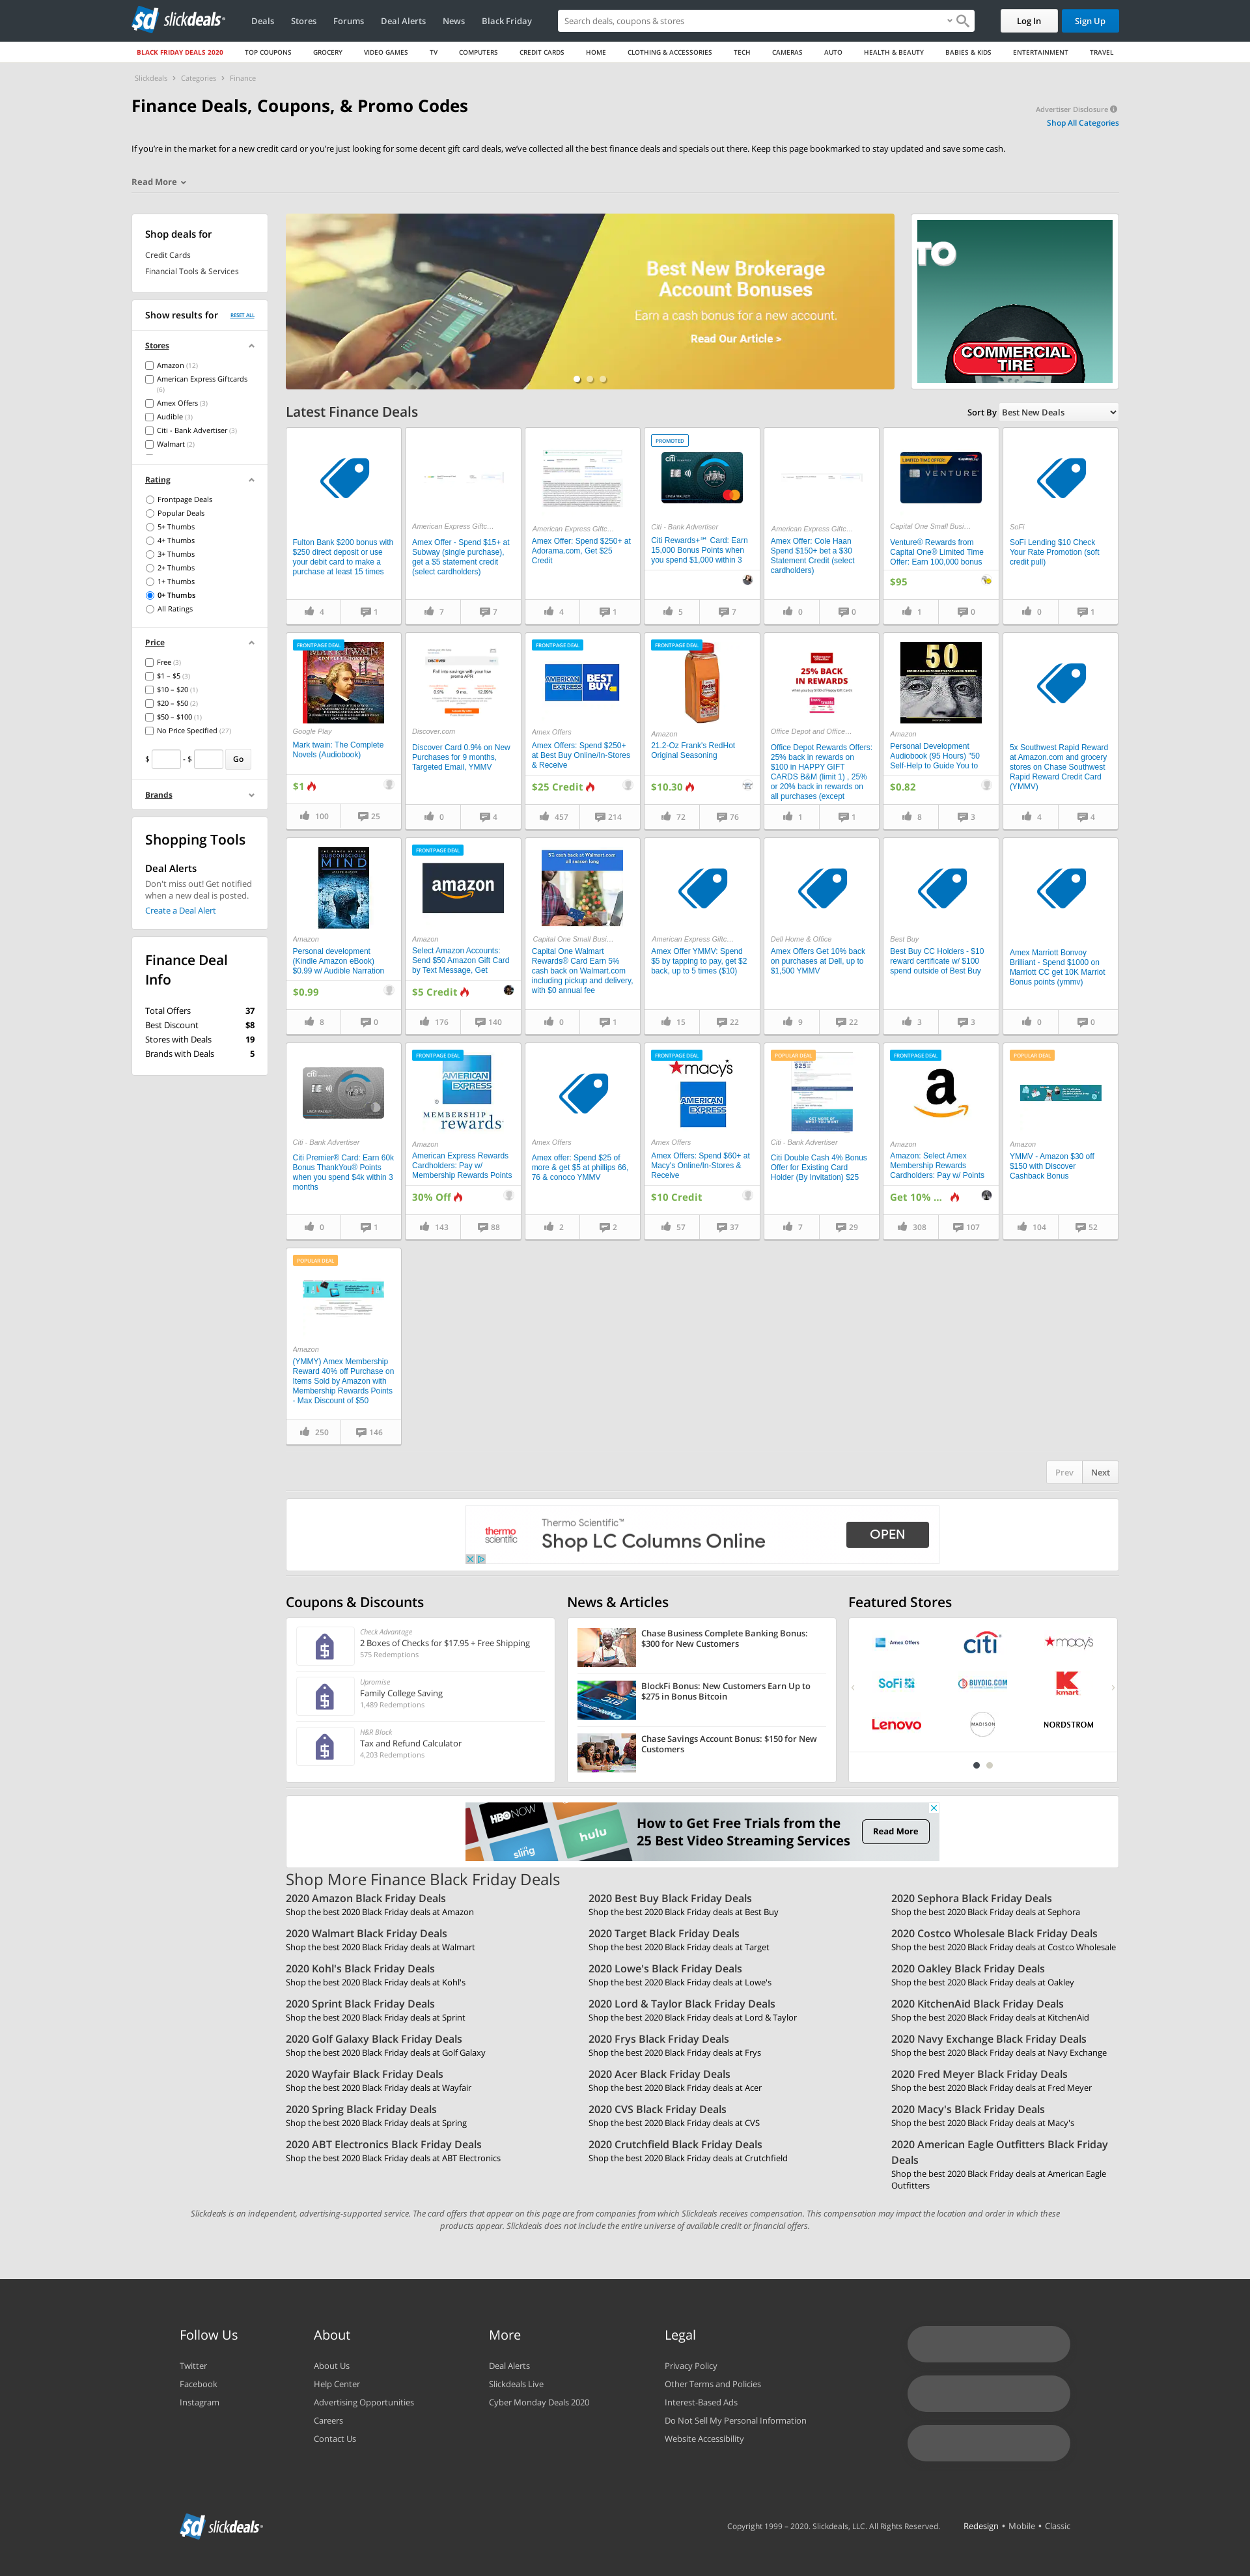 sd slickdeals
Deals
Stores
Forums
Deal Alerts
News
Black Friday
Search deals, coupons & stores
Log In
Sign Up
BLACK FRIDAY DEALS 2020
TOP COUPONS
GROCERY
VIDEO GAMES
TV
COMPUTERS
CREDIT CARDS
HOME
CLOTHING & ACCESSORIES
TECH
CAMERAS
AUTO
HEALTH & BEAUTY
BABIES & KIDS
ENTERTAINMENT
TRAVEL
Slickdeals > Categories > Finance
Finance Deals, Coupons, & Promo Codes
Advertiser Disclosure
Shop All Categories
If you're in the market for a new credit card or you're just looking for some decent gift card deals, we've collected all the best finance deals and specials out there. Keep this page bookmarked to stay updated and save some cash.
Read More
Shop deals for
Credit Cards
Financial Tools & Services
Show results for
RESET ALL
Stores
Amazon (12)
American Express Giftcards
(6)
Amex Offers (3)
Audible (3)
Citi - Bank Advertiser (3)
Walmart (2)
Rating
Frontpage Deals
Popular Deals
5+ Thumbs
4+ Thumbs
3+ Thumbs
2+ Thumbs
1+ Thumbs
0+ Thumbs
All Ratings
Price
Free (3)
$1 – $5 (3)
$10 – $20 (1)
$20 – $50 (2)
$50 – $100 (1)
No Price Specified (27)
$ - $ Go
Brands
Shopping Tools
Deal Alerts
Don't miss out! Get notified
when a new deal is posted.
Create a Deal Alert
Finance Deal
Info
Total Offers 37
Best Discount $8
Stores with Deals 19
Brands with Deals 5
Best New Brokerage
Account Bonuses
Earn a cash bonus for a new account.
Read Our Article >
TO
COMMERCIAL
TIRE
Latest Finance Deals
Sort By Best New Deals
Fulton Bank $200 bonus with
$250 direct deposit or use
your debit card to make a
purchase at least 15 times
4 1
American Express Giftc...
Amex Offer - Spend $15+ at
Subway (single purchase),
get a $5 statement credit
(select cardholders)
7 7
American Express Giftc...
Amex Offer: Spend $250+ at
Adorama.com, Get $25
Credit
4 1
PROMOTED
citi
Citi - Bank Advertiser
Citi Rewards+℠ Card: Earn
15,000 Bonus Points when
you spend $1,000 within 3
5 7
American Express Giftc...
Amex Offer: Cole Haan
Spend $150+ bet a $30
Statement Credit (select
cardholders)
0 0
LIMITED TIME OFFER
VENTURE
Capital One Small Busi...
Venture® Rewards from
Capital One® Limited Time
Offer: Earn 100,000 bonus
$95
1 0
SoFi
SoFi Lending $10 Check
Your Rate Promotion (soft
credit pull)
0 1
FRONTPAGE DEAL
MARK TWAIN
Google Play
Mark twain: The Complete
Novels (Audiobook)
$1
100 25
DISCOVER
Discover.com
Discover Card 0.9% on New
Purchases for 9 months,
Targeted Email, YMMV
0 4
FRONTPAGE DEAL
AMERICAN EXPRESS
BEST BUY
Amex Offers
Amex Offers: Spend $250+
at Best Buy Online/In-Stores
& Receive
$25 Credit
457 214
FRONTPAGE DEAL
Amazon
21.2-Oz Frank's RedHot
Original Seasoning
$10.30
72 76
25% BACK
IN REWARDS
Office Depot and Office...
Office Depot Rewards Offers:
25% back in rewards on
$100 in HAPPY GIFT
CARDS B&M (limit 1) , 25%
or 20% back in rewards on
all purchases (except
1 1
50
Amazon
Personal Development
Audiobook (95 Hours) "50
Self-Help to Guide You to
$0.82
8 3
5x Southwest Rapid Reward
at Amazon.com and grocery
stores on Chase Southwest
Rapid Reward Credit Card
(YMMV)
4 4
SUBCONSCIOUS
MIND
Amazon
Personal development
(Kindle Amazon eBook)
$0.99 w/ Audible Narration
$0.99
8 0
FRONTPAGE DEAL
amazon
Amazon
Select Amazon Accounts:
Send $50 Amazon Gift Card
by Text Message, Get
$5 Credit
176 140
5% cash back at Walmart.com
all season long
Capital One Small Busi...
Capital One Walmart
Rewards® Card Earn 5%
cash back on Walmart.com
including pickup and delivery,
with $0 annual fee
0 1
American Express Giftc...
Amex Offer YMMV: Spend
$5 by tapping to pay, get $2
back, up to 5 times ($10)
15 22
Dell Home & Office
Amex Offers Get 10% back
on purchases at Dell, up to
$1,500 YMMV
9 22
Best Buy
Best Buy CC Holders - $10
reward certificate w/ $100
spend outside of Best Buy
3 3
Amex Marriott Bonvoy
Brilliant - Spend $1000 on
Marriott CC get 10K Marriot
Bonus points (ymmv)
0 0
citi
Citi - Bank Advertiser
Citi Premier® Card: Earn 60k
Bonus ThankYou® Points
when you spend $4k within 3
months
0 1
FRONTPAGE DEAL
AMERICAN EXPRESS
MEMBERSHIP
rewards
Amazon
American Express Rewards
Cardholders: Pay w/
Membership Rewards Points
30% Off
143 88
Amex Offers
Amex offer: Spend $25 of
more & get $5 at phillips 66,
76 & conoco YMMV
2 2
FRONTPAGE DEAL
macy's
AMERICAN EXPRESS
Amex Offers
Amex Offers: Spend $60+ at
Macy's Online/In-Stores &
Receive
$10 Credit
57 37
POPULAR DEAL
Citi - Bank Advertiser
Citi Double Cash 4% Bonus
Offer for Existing Card
Holder (By Invitation) $25
7 29
FRONTPAGE DEAL
a
Amazon
Amazon: Select Amex
Membership Rewards
Cardholders: Pay w/ Points
Get 10% ...
308 107
POPULAR DEAL
Amazon
YMMV - Amazon $30 off
$150 with Discover
Cashback Bonus
104 52
POPULAR DEAL
Amazon
(YMMY) Amex Membership
Reward 40% off Purchase on
Items Sold by Amazon with
Membership Rewards Points
- Max Discount of $50
250 146
Prev Next
thermo
scientific
Thermo Scientific™
Shop LC Columns Online
OPEN
Coupons & Discounts
Check Advantage
2 Boxes of Checks for $17.95 + Free Shipping
575 Redemptions
Upromise
Family College Saving
1,489 Redemptions
H&R Block
Tax and Refund Calculator
4,203 Redemptions
News & Articles
Chase Business Complete Banking Bonus:
$300 for New Customers
BlockFi Bonus: New Customers Earn Up to
$275 in Bonus Bitcoin
Chase Savings Account Bonus: $150 for New
Customers
Featured Stores
Amex Offers
citi
macy's
SoFi
BUYDIG.COM
kmart
Lenovo
MADISON
NORDSTROM
HBO NOW
hulu
sling
How to Get Free Trials from the
25 Best Video Streaming Services
Read More
Shop More Finance Black Friday Deals
2020 Amazon Black Friday Deals
Shop the best 2020 Black Friday deals at Amazon
2020 Best Buy Black Friday Deals
Shop the best 2020 Black Friday deals at Best Buy
2020 Sephora Black Friday Deals
Shop the best 2020 Black Friday deals at Sephora
2020 Walmart Black Friday Deals
Shop the best 2020 Black Friday deals at Walmart
2020 Target Black Friday Deals
Shop the best 2020 Black Friday deals at Target
2020 Costco Wholesale Black Friday Deals
Shop the best 2020 Black Friday deals at Costco Wholesale
2020 Kohl's Black Friday Deals
Shop the best 2020 Black Friday deals at Kohl's
2020 Lowe's Black Friday Deals
Shop the best 2020 Black Friday deals at Lowe's
2020 Oakley Black Friday Deals
Shop the best 2020 Black Friday deals at Oakley
2020 Sprint Black Friday Deals
Shop the best 2020 Black Friday deals at Sprint
2020 Lord & Taylor Black Friday Deals
Shop the best 2020 Black Friday deals at Lord & Taylor
2020 KitchenAid Black Friday Deals
Shop the best 2020 Black Friday deals at KitchenAid
2020 Golf Galaxy Black Friday Deals
Shop the best 2020 Black Friday deals at Golf Galaxy
2020 Frys Black Friday Deals
Shop the best 2020 Black Friday deals at Frys
2020 Navy Exchange Black Friday Deals
Shop the best 2020 Black Friday deals at Navy Exchange
2020 Wayfair Black Friday Deals
Shop the best 2020 Black Friday deals at Wayfair
2020 Acer Black Friday Deals
Shop the best 2020 Black Friday deals at Acer
2020 Fred Meyer Black Friday Deals
Shop the best 2020 Black Friday deals at Fred Meyer
2020 Spring Black Friday Deals
Shop the best 2020 Black Friday deals at Spring
2020 CVS Black Friday Deals
Shop the best 2020 Black Friday deals at CVS
2020 Macy's Black Friday Deals
Shop the best 2020 Black Friday deals at Macy's
2020 ABT Electronics Black Friday Deals
Shop the best 2020 Black Friday deals at ABT Electronics
2020 Crutchfield Black Friday Deals
Shop the best 2020 Black Friday deals at Crutchfield
2020 American Eagle Outfitters Black Friday
Deals
Shop the best 2020 Black Friday deals at American Eagle
Outfitters
Slickdeals is an independent, advertising-supported service. The card offers that appear on this page are from companies from which Slickdeals receives compensation. This compensation may impact the location and order in which these
products appear. Slickdeals does not include the entire universe of available credit or financial offers.
Follow Us
Twitter
Facebook
Instagram
About
About Us
Help Center
Advertising Opportunities
Careers
Contact Us
More
Deal Alerts
Slickdeals Live
Cyber Monday Deals 2020
Legal
Privacy Policy
Other Terms and Policies
Interest-Based Ads
Do Not Sell My Personal Information
Website Accessibility
sd slickdeals
Copyright 1999 – 2020. Slickdeals, LLC. All Rights Reserved.
Redesign • Mobile • Classic